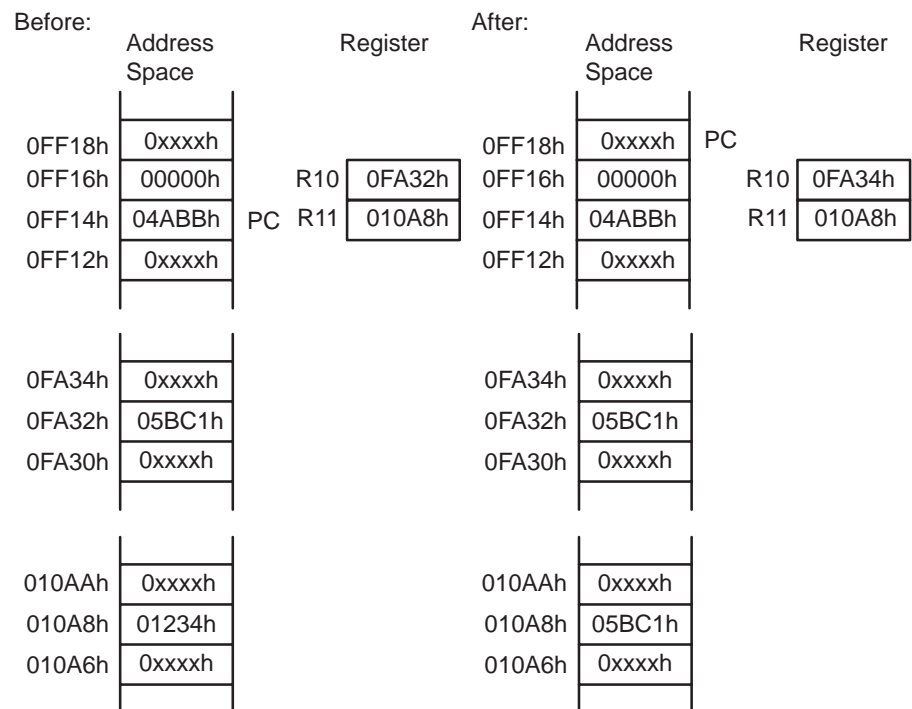 Before:
Address Space
Register
After:
Address Space
Register
0FF18h 0xxxxh
0FF16h 00000h
0FF14h 04ABBh PC
0FF12h 0xxxxh
R10 0FA32h
R11 010A8h
0FF18h 0xxxxh PC
0FF16h 00000h
0FF14h 04ABBh
0FF12h 0xxxxh
R10 0FA34h
R11 010A8h
0FA34h 0xxxxh
0FA32h 05BC1h
0FA30h 0xxxxh
0FA34h 0xxxxh
0FA32h 05BC1h
0FA30h 0xxxxh
010AAh 0xxxxh
010A8h 01234h
010A6h 0xxxxh
010AAh 0xxxxh
010A8h 05BC1h
010A6h 0xxxxh